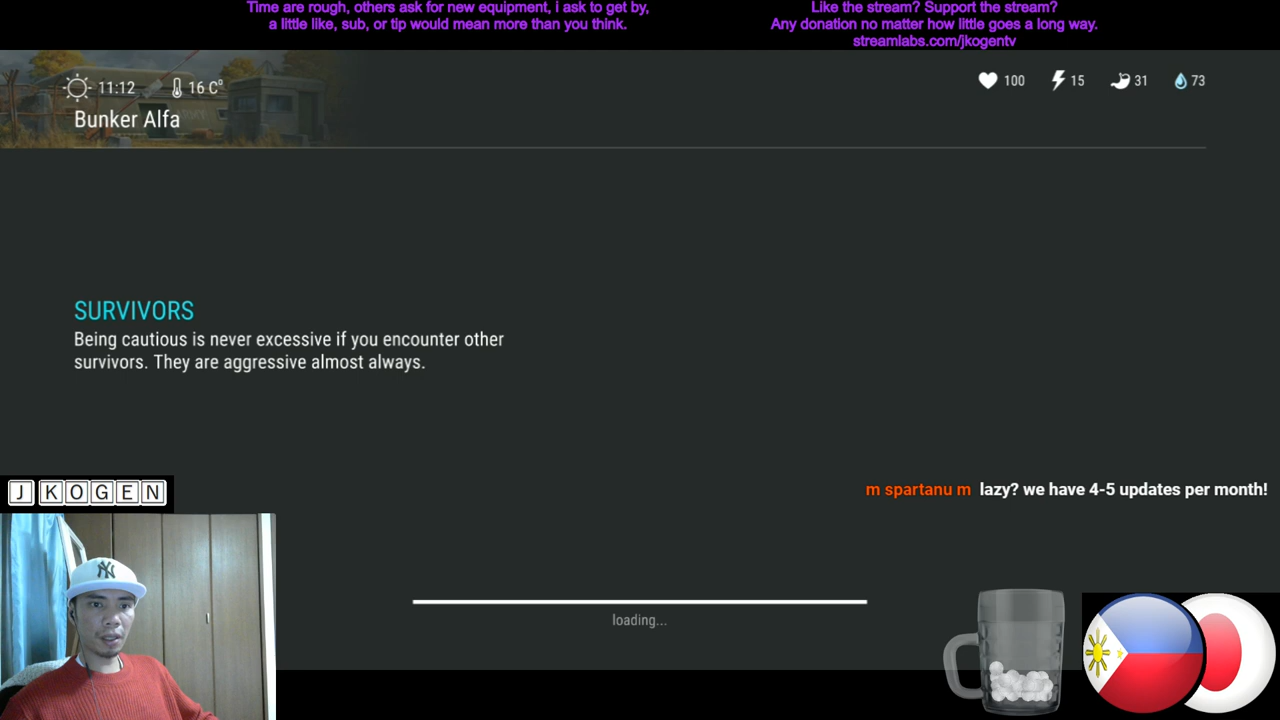 Time are rough, others ask for new equipment, i ask to get by,
a little like, sub, or tip would mean more than you think.
Like the stream? Support the stream?
Any donation no matter how little goes a long way.
streamlabs.com/jkogentv
11:12
16 C°
100
15
31
73
Bunker Alfa
SURVIVORS
Being cautious is never excessive if you encounter other
survivors. They are aggressive almost always.
J KOGEN
m spartanu m lazy? we have 4-5 updates per month!
NY
loading...